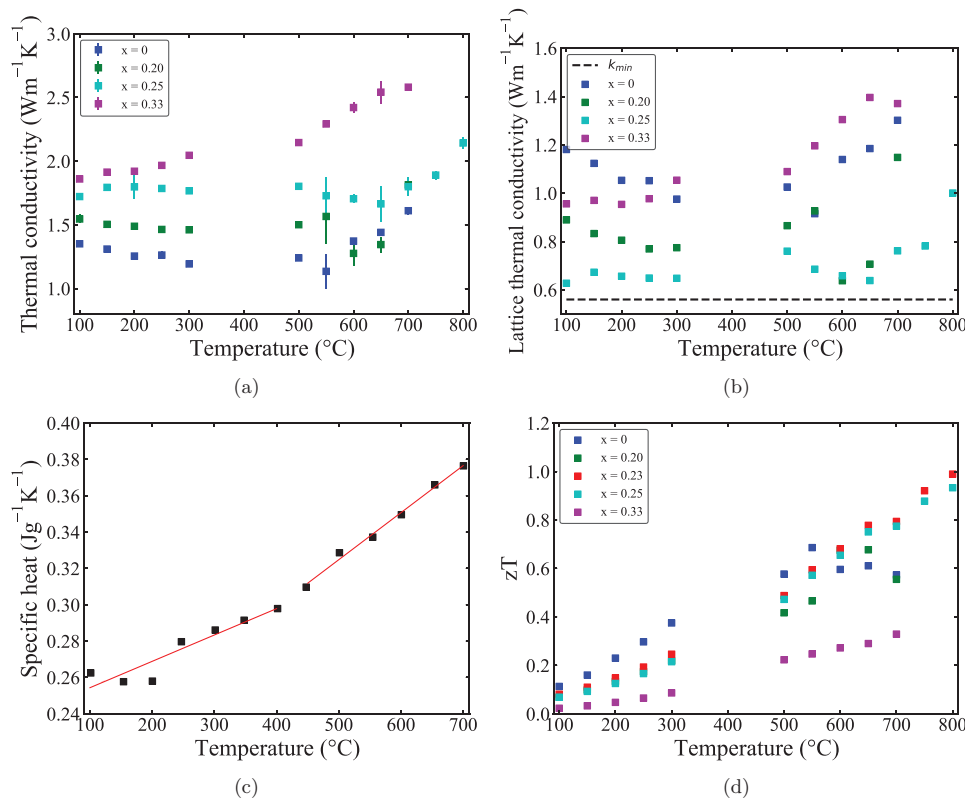 Thermal conductivity (Wm⁻¹K⁻¹)
3.0
2.5
2.0
1.5
1.0
x = 0
x = 0.20
x = 0.25
x = 0.33
100 200 300 400 500 600 700 800
Temperature (°C)
(a)
Lattice thermal conductivity (Wm⁻¹K⁻¹)
1.6
1.4
1.2
1.0
0.8
0.6
k_min
x = 0
x = 0.20
x = 0.25
x = 0.33
100 200 300 400 500 600 700 800
Temperature (°C)
(b)
Specific heat (Jg⁻¹K⁻¹)
0.40
0.38
0.36
0.34
0.32
0.30
0.28
0.26
0.24
100 200 300 400 500 600 700
Temperature (°C)
(c)
zT
1.2
1.0
0.8
0.6
0.4
0.2
0.0
x = 0
x = 0.20
x = 0.23
x = 0.25
x = 0.33
100 200 300 400 500 600 700 800
Temperature (°C)
(d)